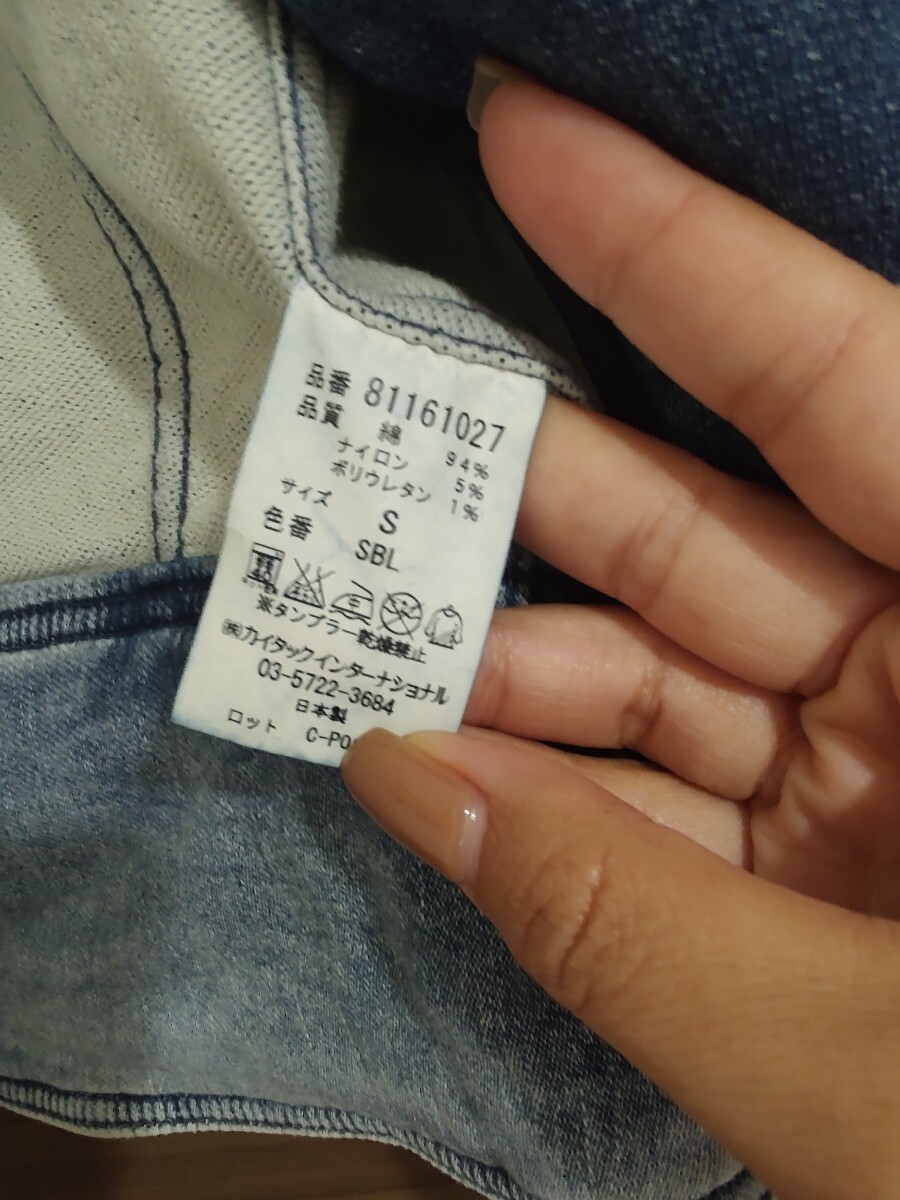 品番 81161027
品質 綿 94%
ナイロン 5%
ポリウレタン 1%
サイズ S
色番 SBL
※タンブラー乾燥禁止
㈱カイタックインターナショナル
03-5722-3684
日本製
ロット C-P0